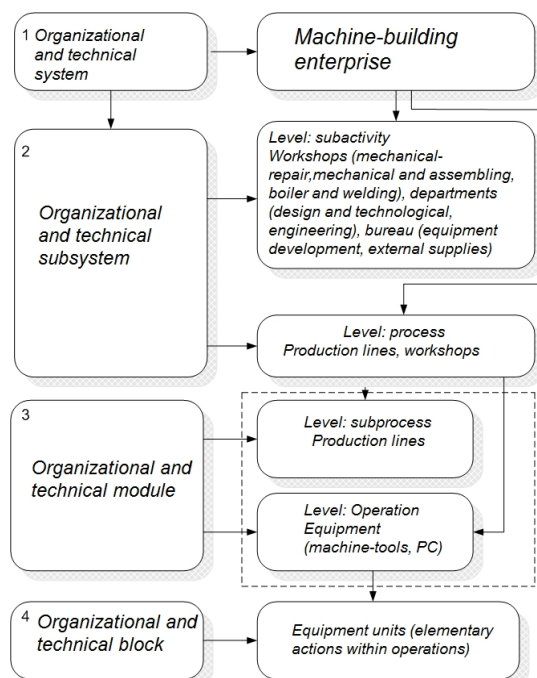 1 Organizational
and technical
system
Machine-building
enterprise
2
Organizational
and technical
subsystem
Level: subactivity
Workshops (mechanical-
repair,mechanical and assembling,
boiler and welding), departments
(design and technological,
engineering), bureau (equipment
development, external supplies)
Level: process
Production lines, workshops
3
Organizational and
technical module
Level: subprocess
Production lines
Level: Operation
Equipment
(machine-tools, PC)
4 Organizational and
technical block
Equipment units (elementary
actions within operations)